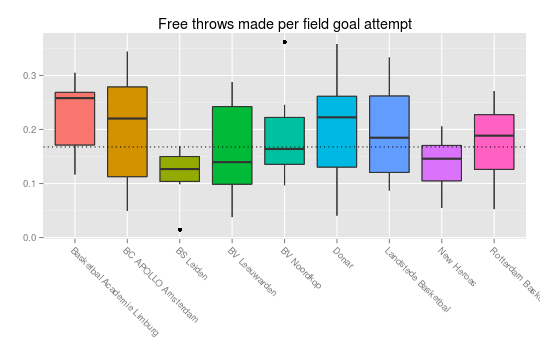 Free throws made per field goal attempt
0.3
0.2
0.1
0.0
Basketbal Academie Limburg
BC APOLLO Amsterdam
BS Leiden
BV Leeuwarden
BV Noordkop
Donar
Landstede Basketbal
New Heroes
Rotterdam